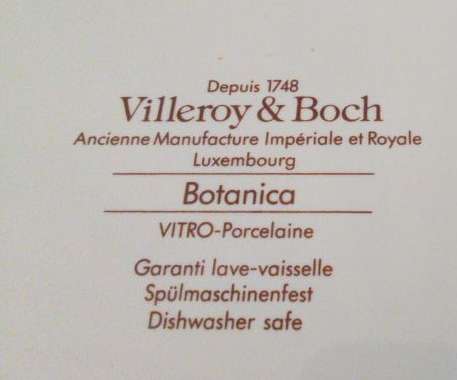 Depuis 1748
Villeroy & Boch
Ancienne Manufacture Impériale et Royale
Luxembourg
Botanica
VITRO-Porcelaine
Garanti lave-vaisselle
Spülmaschinenfest
Dishwasher safe